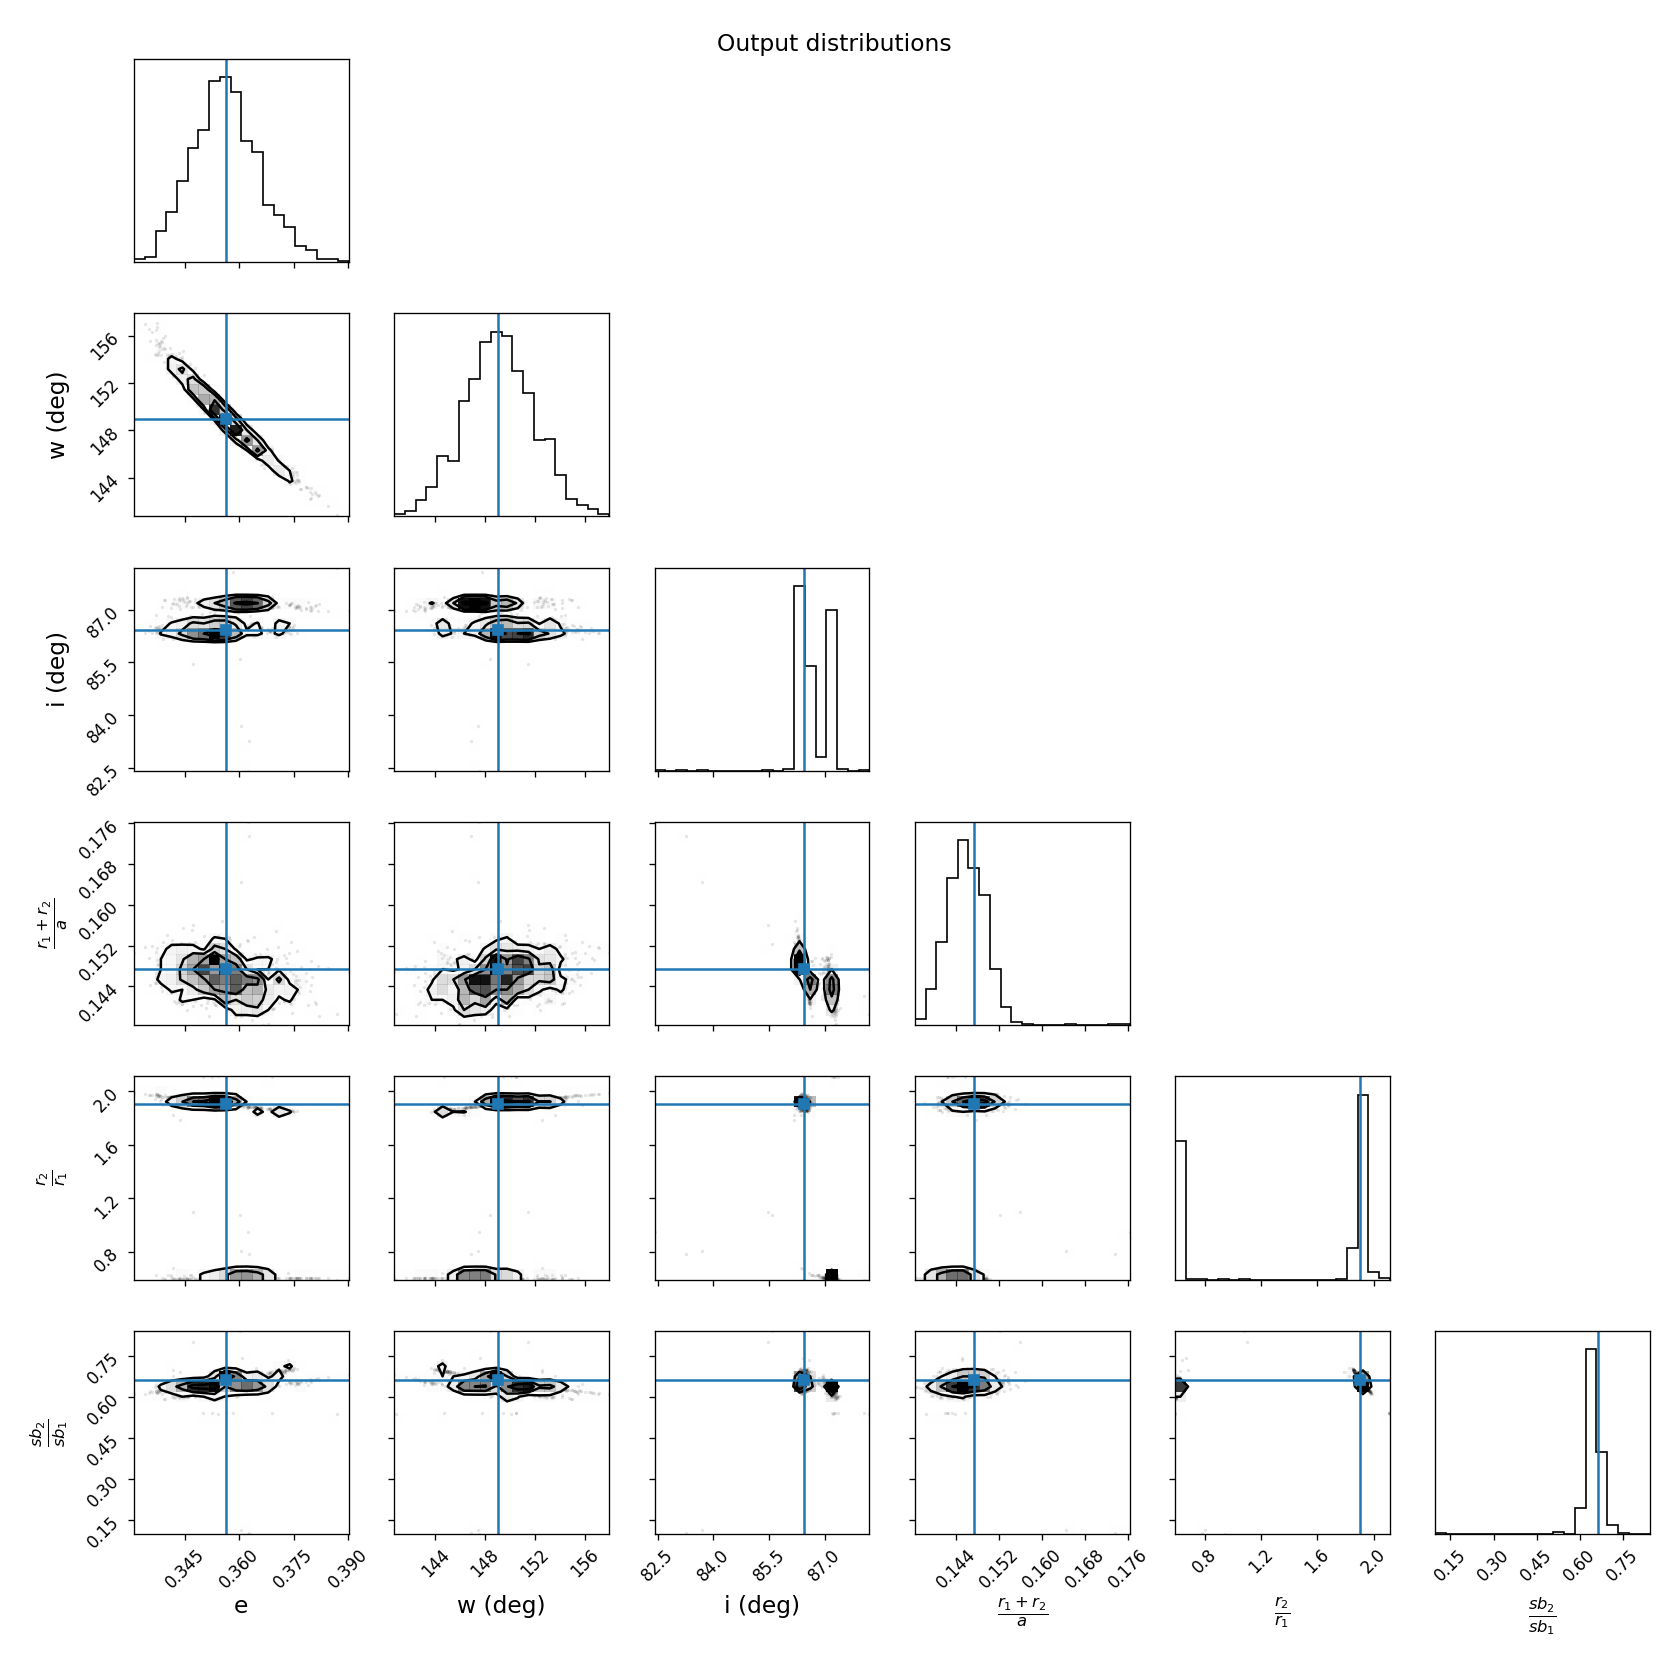 Output distributions
w (deg)
156
152
148
144
i (deg)
87.0
85.5
84.0
82.5
r₁ + r₂
a
0.176
0.168
0.160
0.152
0.144
r₂
r₁
2.0
1.6
1.2
0.8
sb₂
sb₁
0.75
0.60
0.45
0.30
0.15
0.345 0.360 0.375 0.390
144 148 152 156
82.5 84.0 85.5 87.0
0.144 0.152 0.160 0.168 0.176
0.8 1.2 1.6 2.0
0.15 0.30 0.45 0.60 0.75
e
w (deg)
i (deg)
r₁ + r₂
a
r₂
r₁
sb₂
sb₁